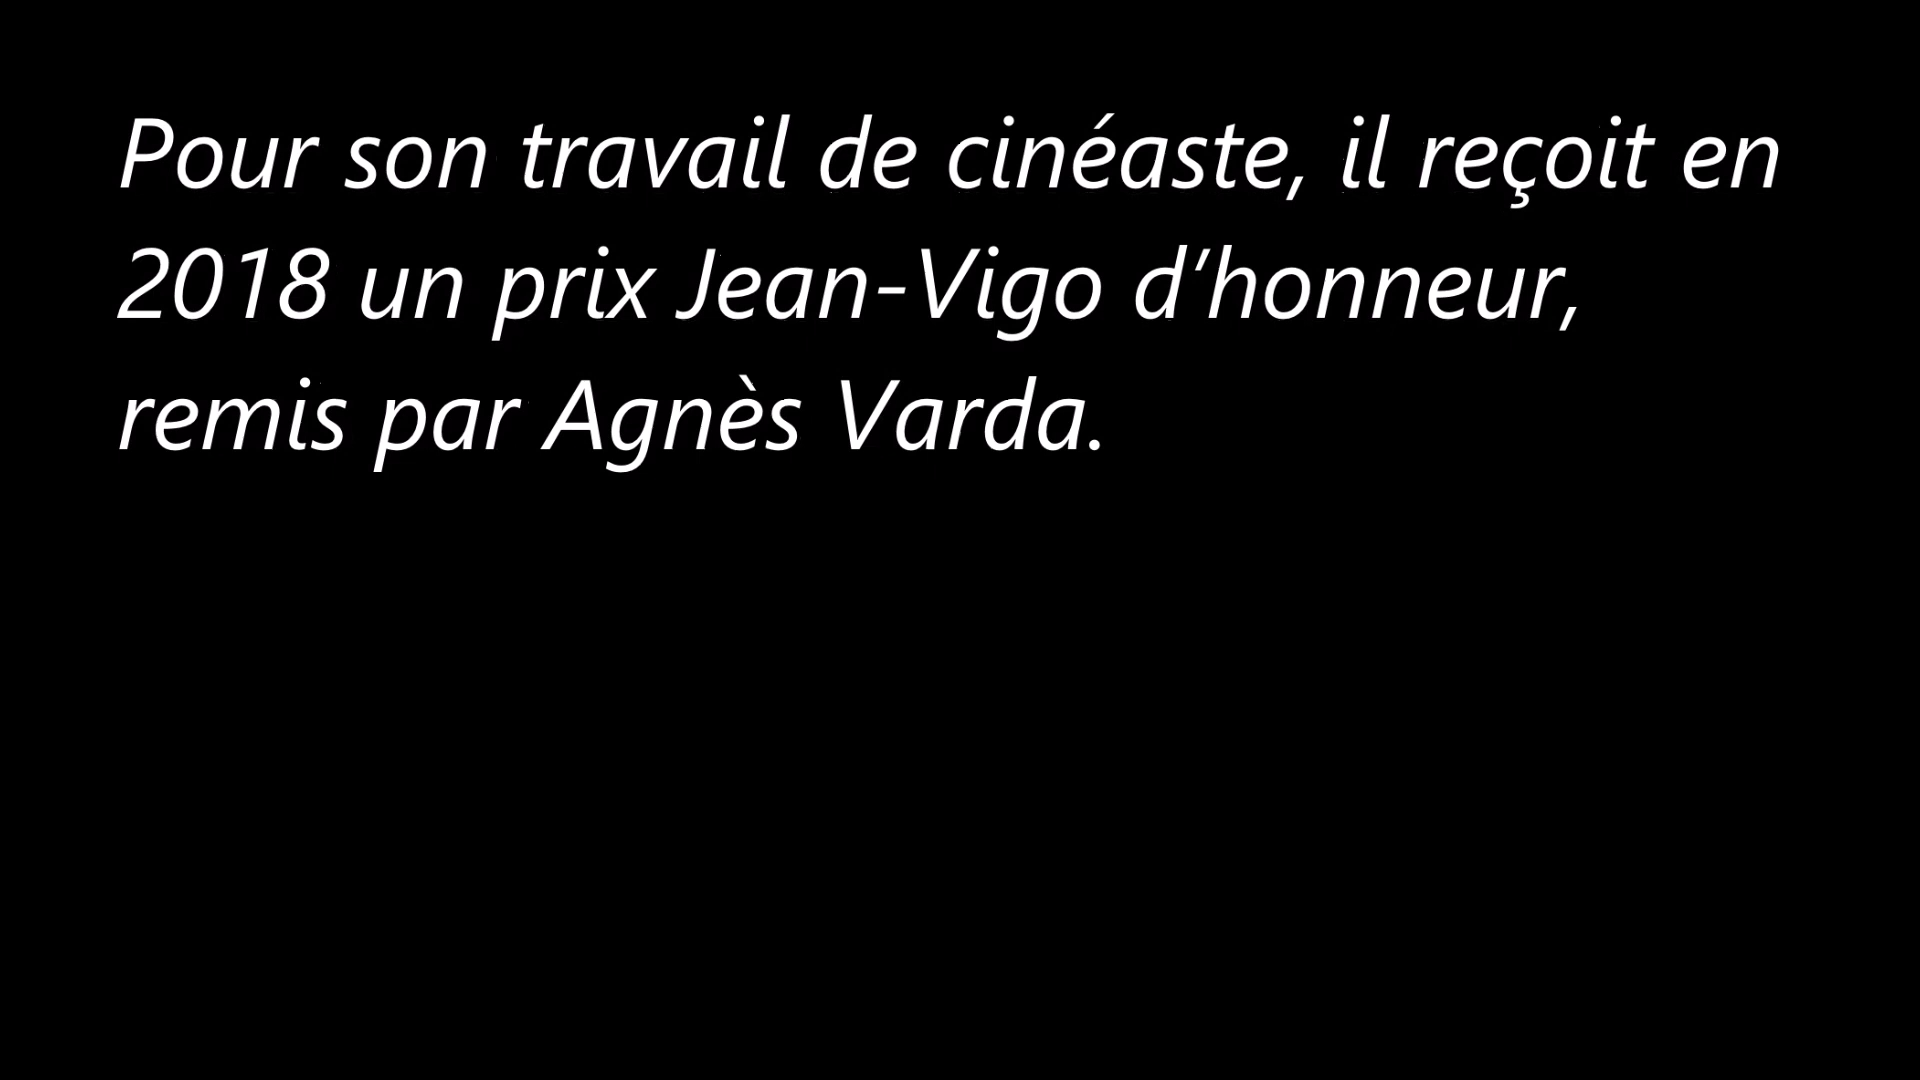 Pour son travail de cinéaste, il reçoit en
2018 un prix Jean-Vigo d’honneur,
remis par Agnès Varda.